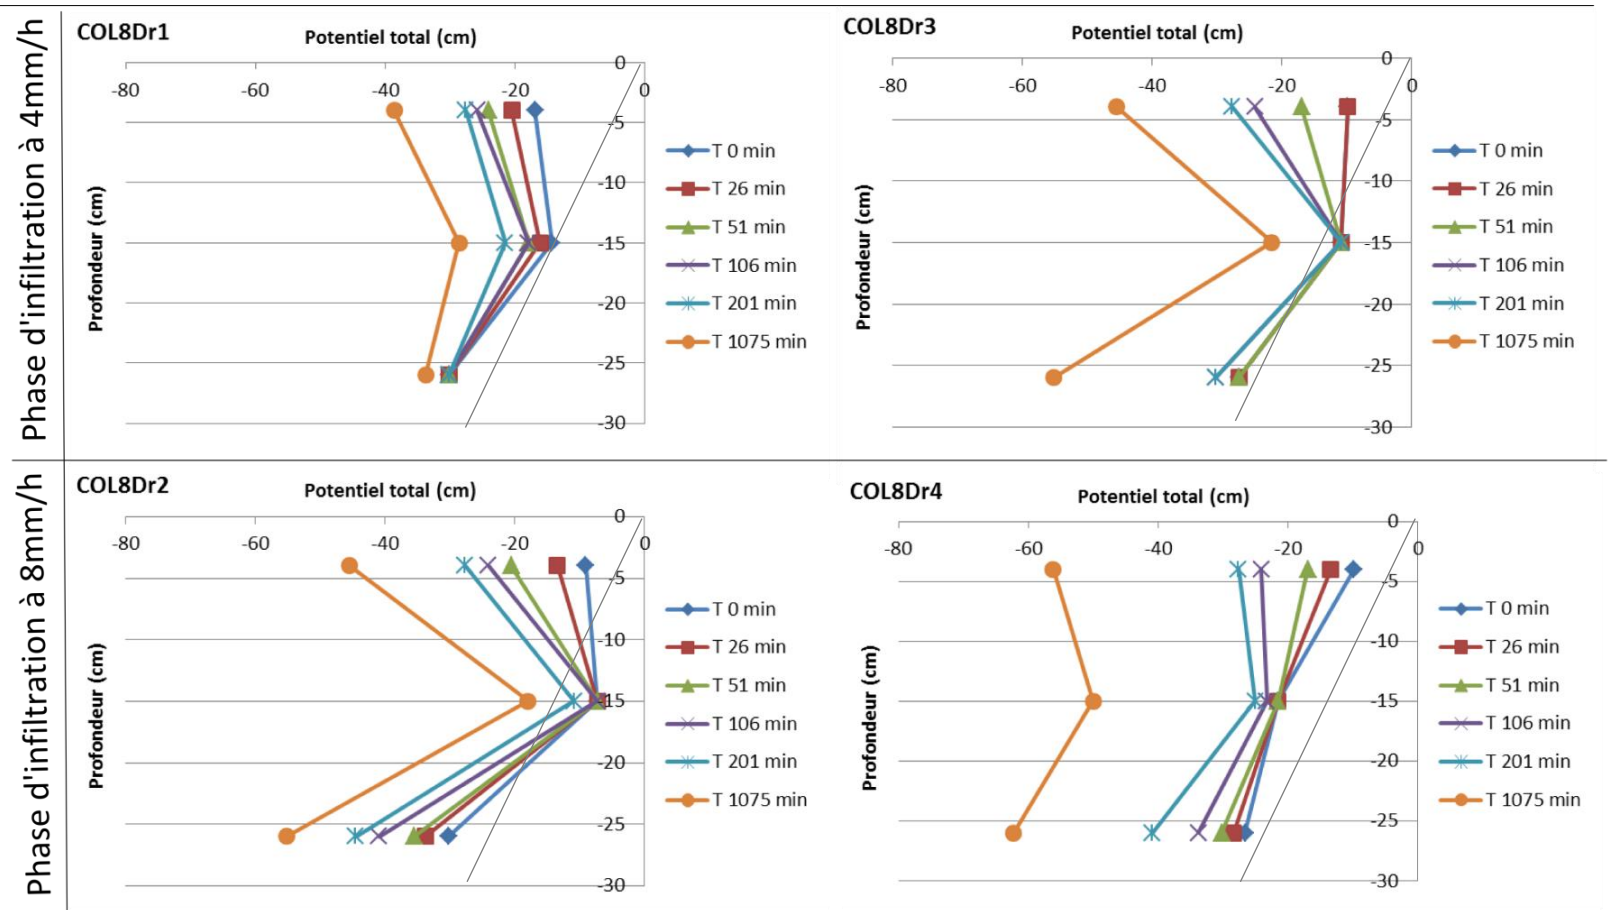 Phase d'infiltration à 4mm/h
COL8Dr1
Potentiel total (cm)
0
-80 -60 -40 -20 0
-5
-10
-15
-20
-25
-30
Profondeur (cm)
T 0 min
T 26 min
T 51 min
T 106 min
T 201 min
T 1075 min
COL8Dr3
Potentiel total (cm)
0
-80 -60 -40 -20 0
-5
-10
-15
-20
-25
-30
Profondeur (cm)
T 0 min
T 26 min
T 51 min
T 106 min
T 201 min
T 1075 min
Phase d'infiltration à 8mm/h
COL8Dr2
Potentiel total (cm)
0
-80 -60 -40 -20 0
-5
-10
-15
-20
-25
-30
Profondeur (cm)
T 0 min
T 26 min
T 51 min
T 106 min
T 201 min
T 1075 min
COL8Dr4
Potentiel total (cm)
0
-80 -60 -40 -20 0
-5
-10
-15
-20
-25
-30
Profondeur (cm)
T 0 min
T 26 min
T 51 min
T 106 min
T 201 min
T 1075 min